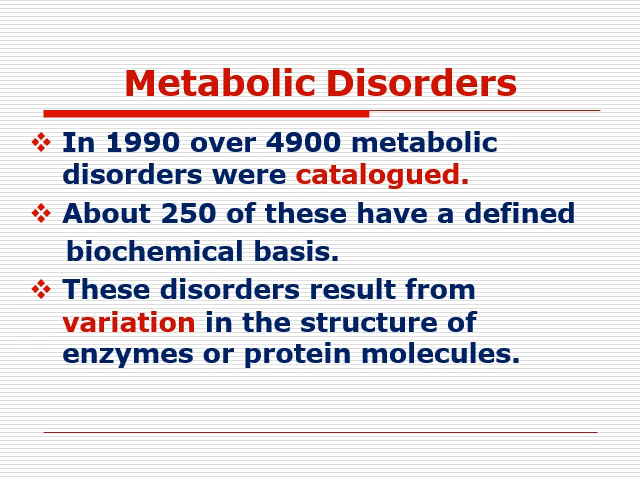 Metabolic Disorders
❖ In 1990 over 4900 metabolic
disorders were catalogued.
❖ About 250 of these have a defined
biochemical basis.
❖ These disorders result from
variation in the structure of
enzymes or protein molecules.